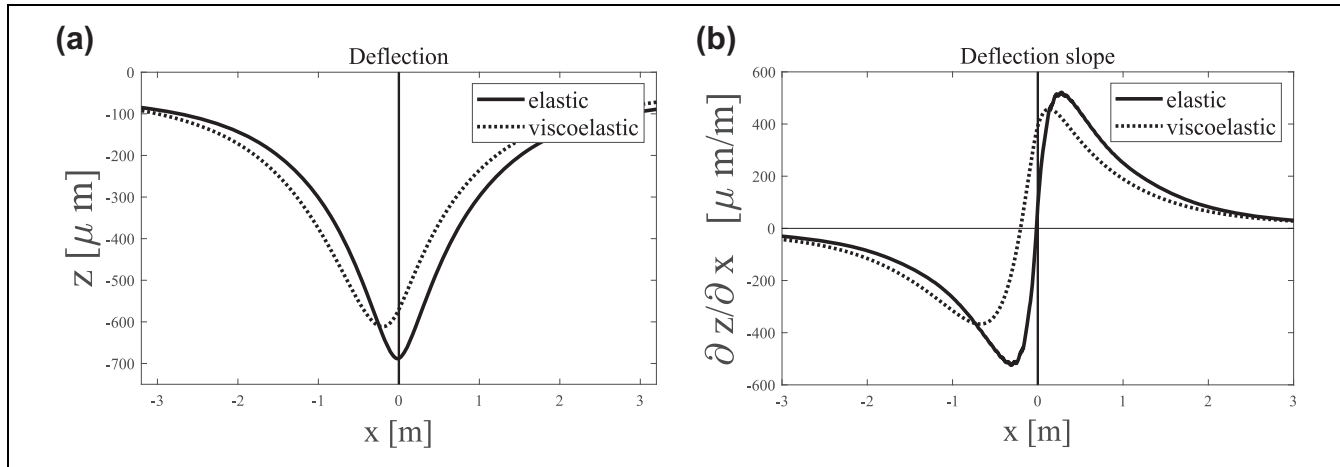 (a)
Deflection
elastic
viscoelastic
0
-100
-200
-300
-400
-500
-600
-700
z [μ m]
-3 -2 -1 0 1 2 3
x [m]
(b)
Deflection slope
elastic
viscoelastic
600
400
200
0
-200
-400
-600
∂ z/∂ x [μ m/m]
-3 -2 -1 0 1 2 3
x [m]